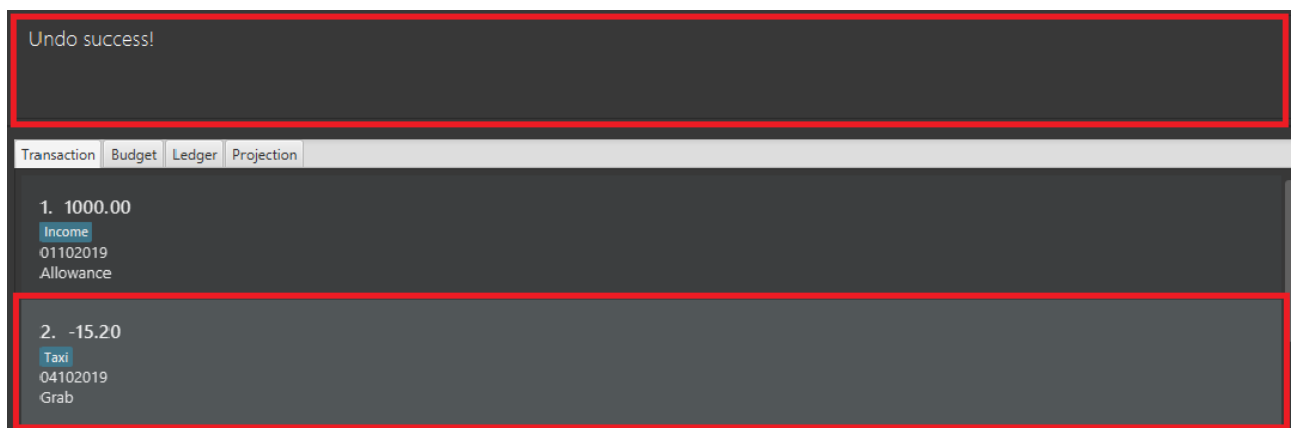 Undo success!
Transaction Budget Ledger Projection
1. 1000.00
Income
01102019
Allowance
2. -15.20
Taxi
04102019
Grab